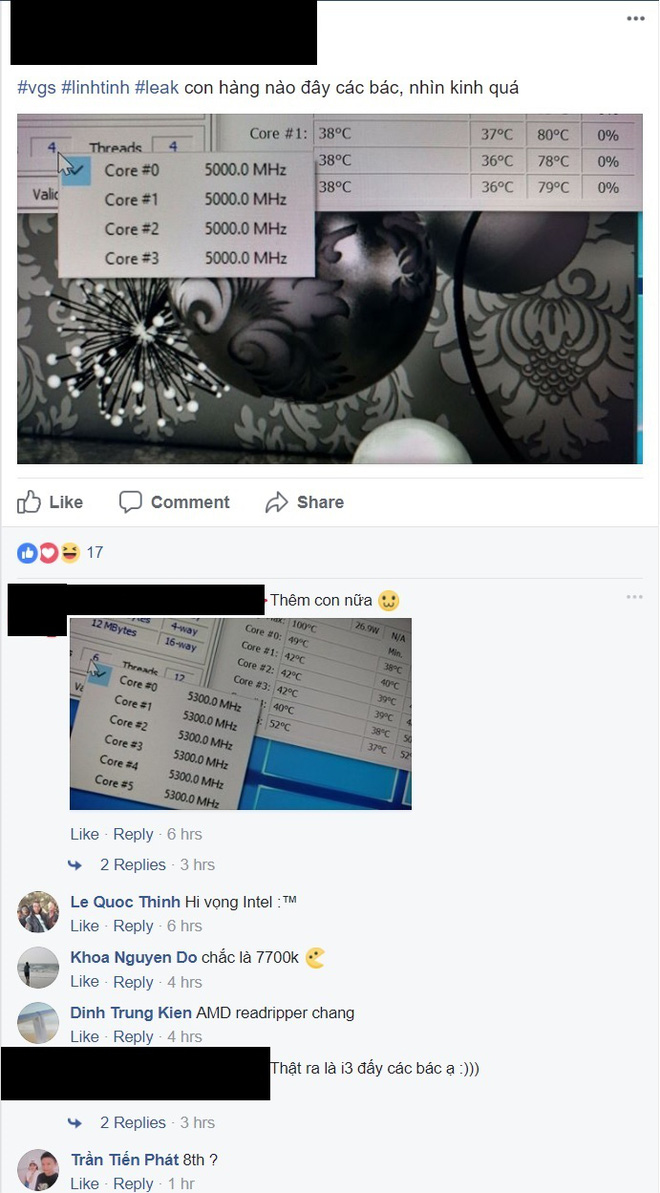 #vgs #linhtinh #leak con hàng nào đây các bác, nhìn kinh quá
4 Threads 4
Core #1: 38°C 37°C 80°C 0%
Core #0 5000.0 MHz 38°C 36°C 78°C 0%
Valid 38°C 36°C 79°C 0%
Core #1 5000.0 MHz
Core #2 5000.0 MHz
Core #3 5000.0 MHz
Like Comment Share
17
Thêm con nữa
12 MBytes 4-way
16-way
6 Threads 12
Core #0 5300.0 MHz
Core #1 5300.0 MHz
Core #2 5300.0 MHz
Core #3 5300.0 MHz
Core #4 5300.0 MHz
Core #5 5300.0 MHz
100°C 26.9W N/A
Core #0: 49°C Min.
Core #1: 42°C 38°C
Core #2: 42°C 40°C
Core #3: 42°C 39°C
40°C 39°C
52°C 38°C
37°C 52°
Like · Reply · 6 hrs
2 Replies · 3 hrs
Le Quoc Thinh Hi vọng Intel :™
Like · Reply · 6 hrs
Khoa Nguyen Do chắc là 7700k
Like · Reply · 4 hrs
Dinh Trung Kien AMD readripper chang
Like · Reply · 4 hrs
Thật ra là i3 đấy các bác ạ :)))
2 Replies · 3 hrs
Trần Tiến Phát 8th ?
Like · Reply · 1 hr